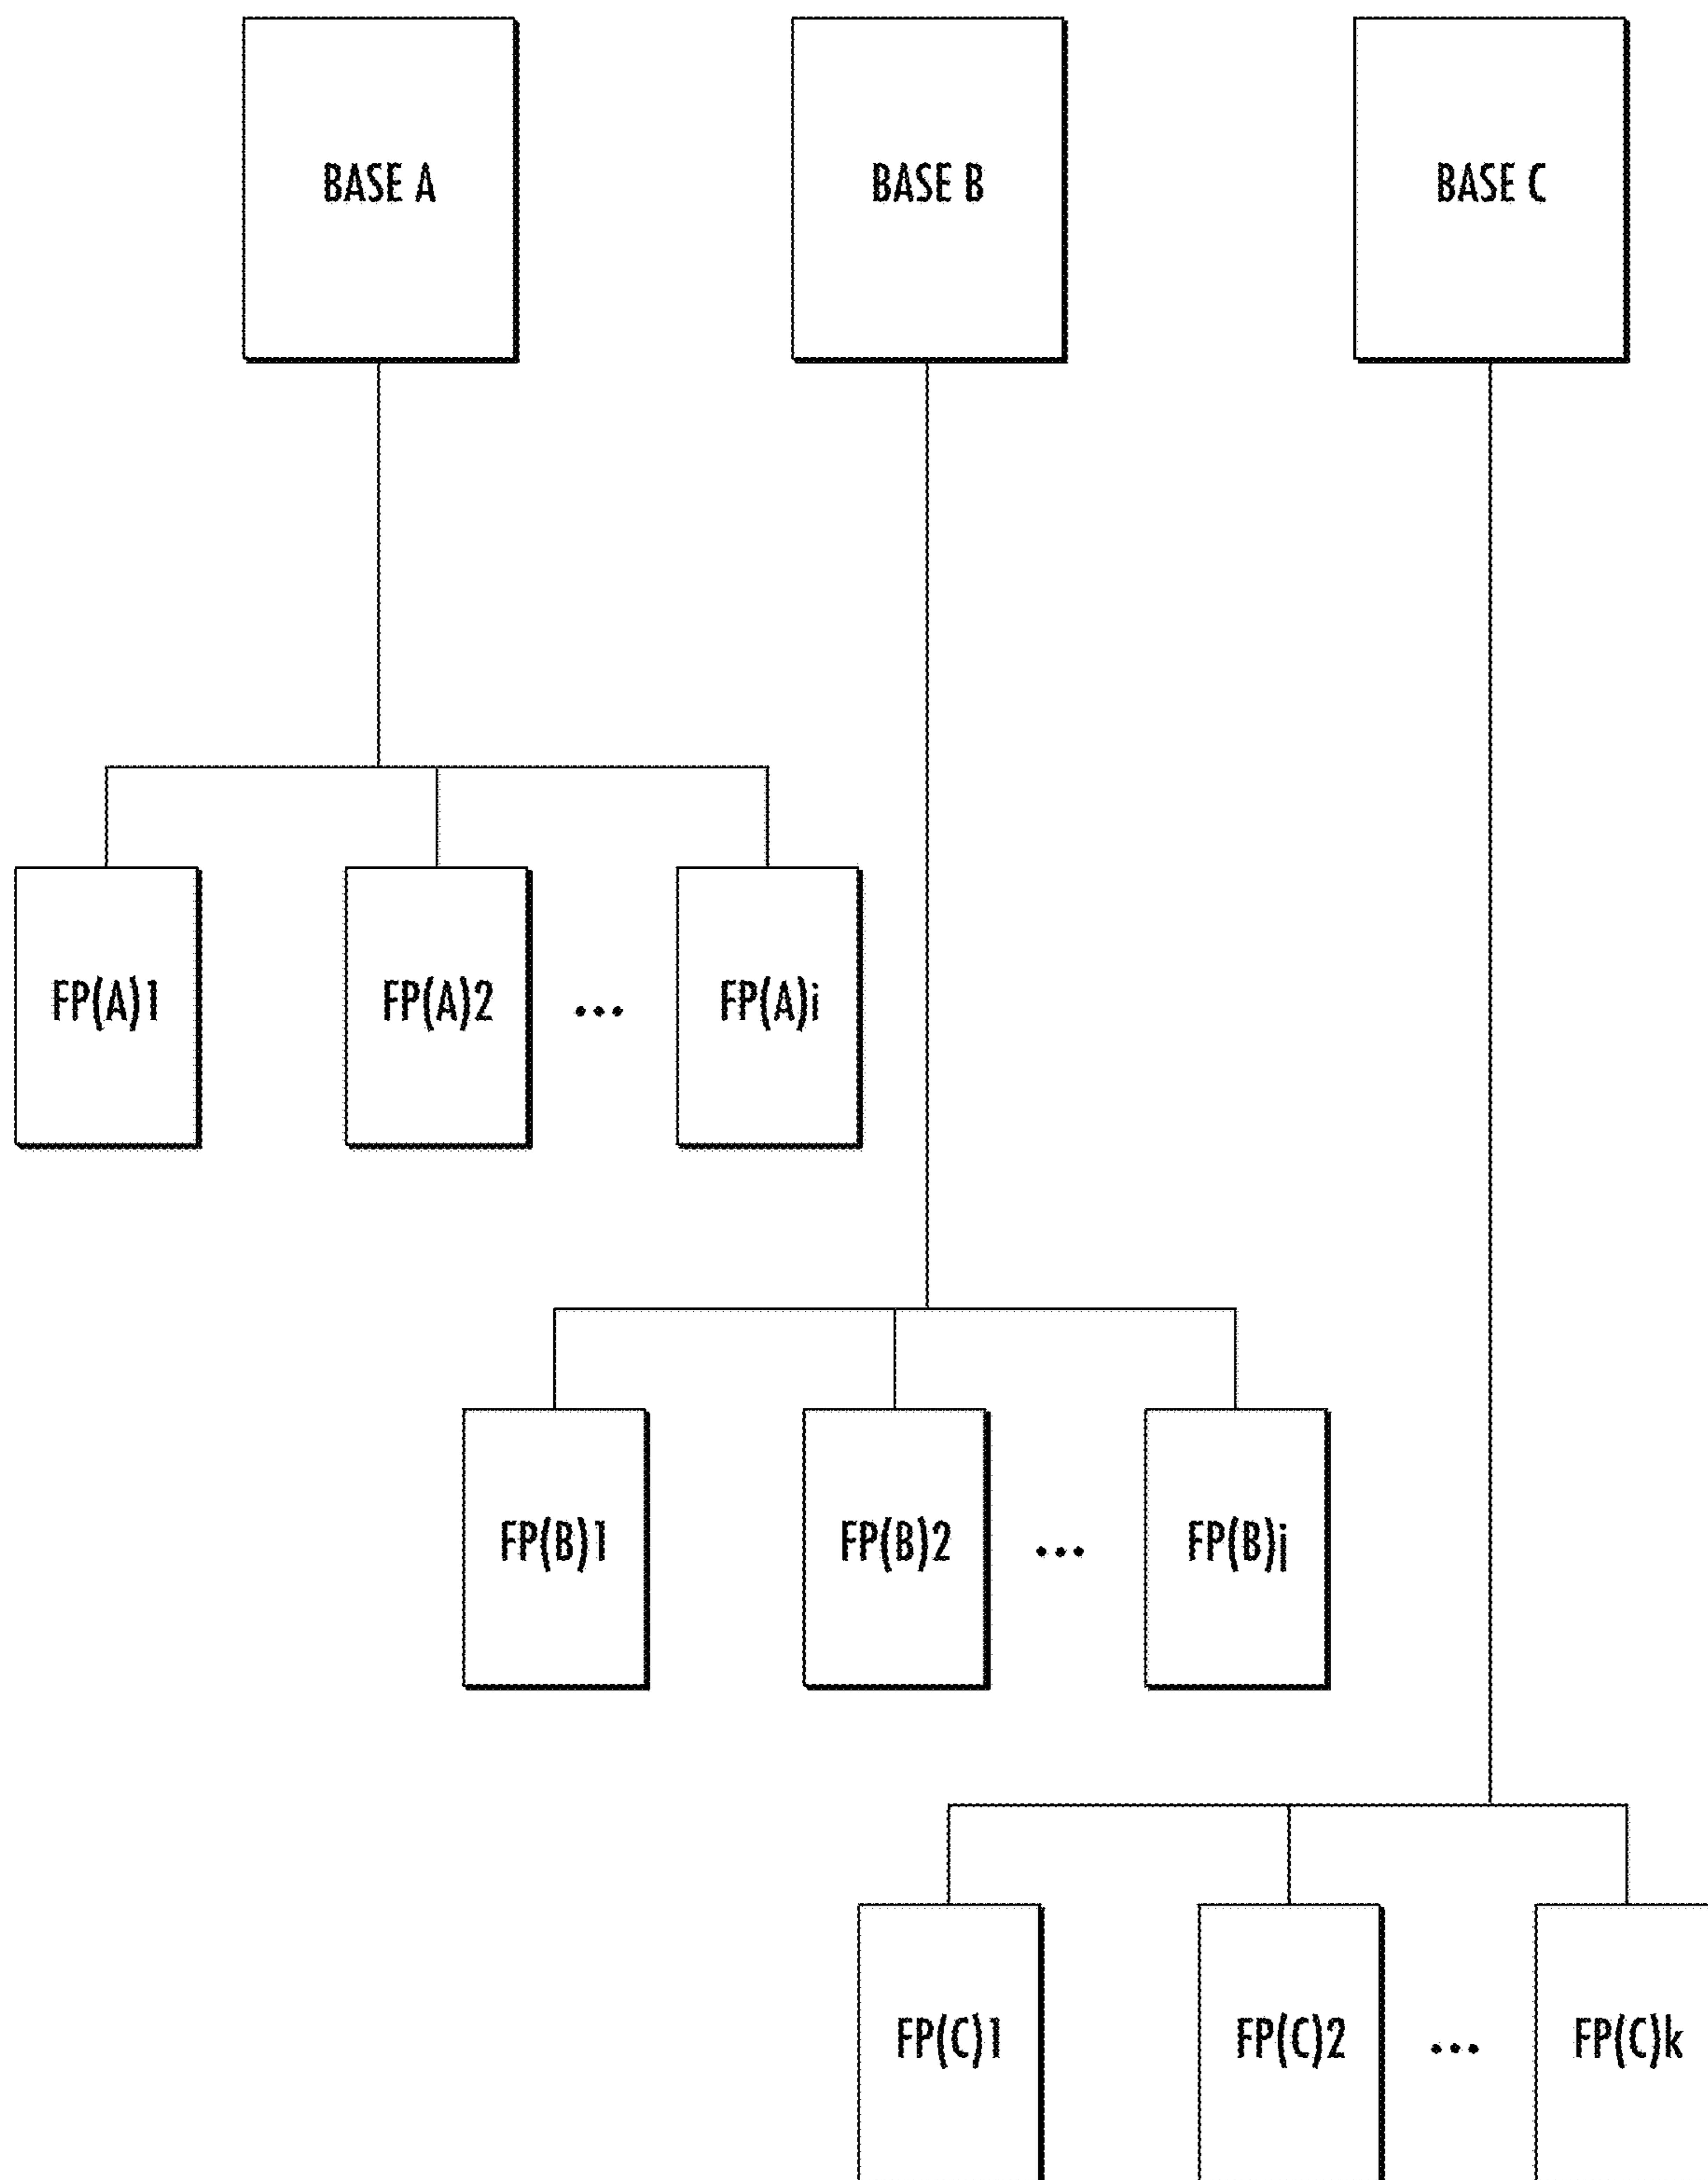 BASE A
BASE B
BASE C
FP(A)1
FP(A)2
...
FP(A)i
FP(B)1
FP(B)2
...
FP(B)j
FP(C)1
FP(C)2
...
FP(C)k